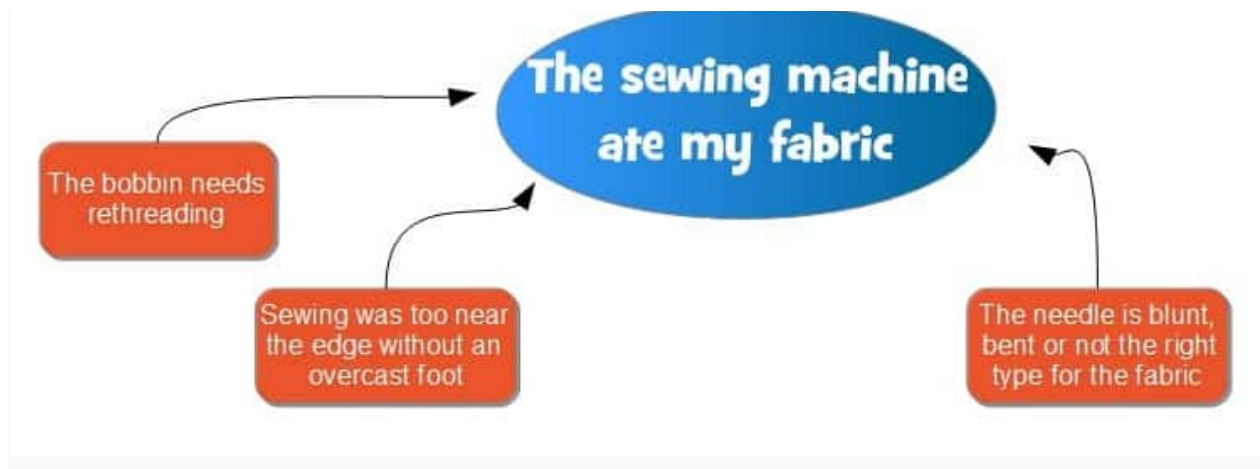 The sewing machine
ate my fabric
The bobbin needs
rethreading
Sewing was too near
the edge without an
overcast foot
The needle is blunt,
bent or not the right
type for the fabric